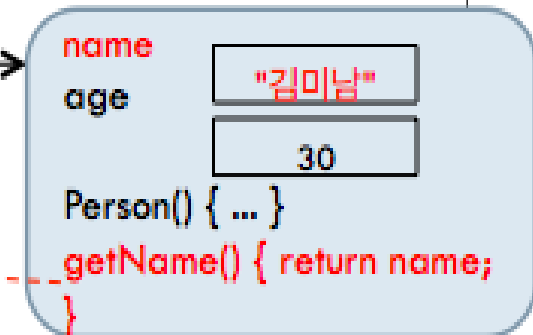 name
"김미남"
age
30
Person() { ... }
getName() { return name;
}